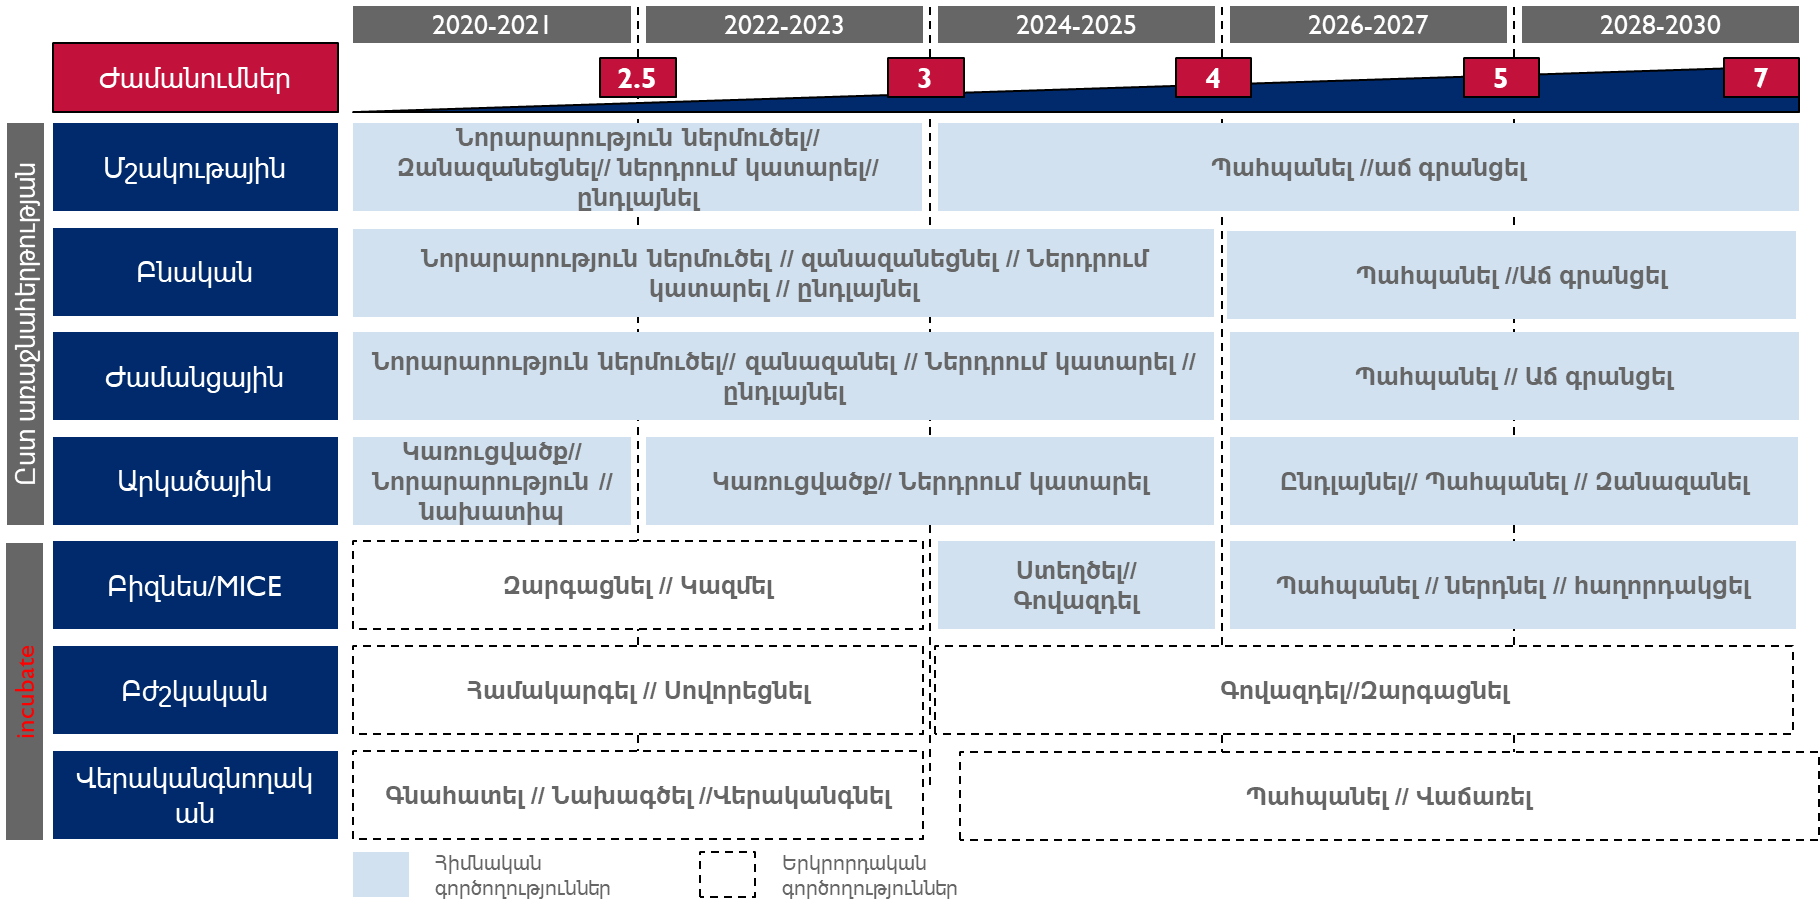 2020-2021
2022-2023
2024-2025
2026-2027
2028-2030
Ժամանումներ
2.5
3
4
5
7
Ըստ առաջնահերթության
Մշակութային
Նորարարություն ներմուծել//
Զանազանեցնել// ներդրում կատարել//
ընդլայնել
Պահպանել //աճ գրանցել
Բնական
Նորարարություն ներմուծել // զանազանեցնել // Ներդրում
կատարել // ընդլայնել
Պահպանել //Աճ գրանցել
Ժամանցային
Նորարարություն ներմուծել// զանազանել // Ներդրում կատարել //
ընդլայնել
Պահպանել // Աճ գրանցել
Արկածային
Կառուցվածք//
Նորարարություն //
նախատիպ
Կառուցվածք// Ներդրում կատարել
Ընդլայնել// Պահպանել // Զանազանել
incubate
Բիզնես/MICE
Զարգացնել // Կազմել
Ստեղծել//
Գովազդել
Պահպանել // ներդնել // հաղորդակցել
Բժշկական
Համակարգել // Սովորեցնել
Գովազդել//Զարգացնել
Վերականգնողակ
ան
Գնահատել // Նախագծել //Վերականգնել
Պահպանել // Վաճառել
Հիմնական
գործողություններ
Երկրորդական
գործողություններ